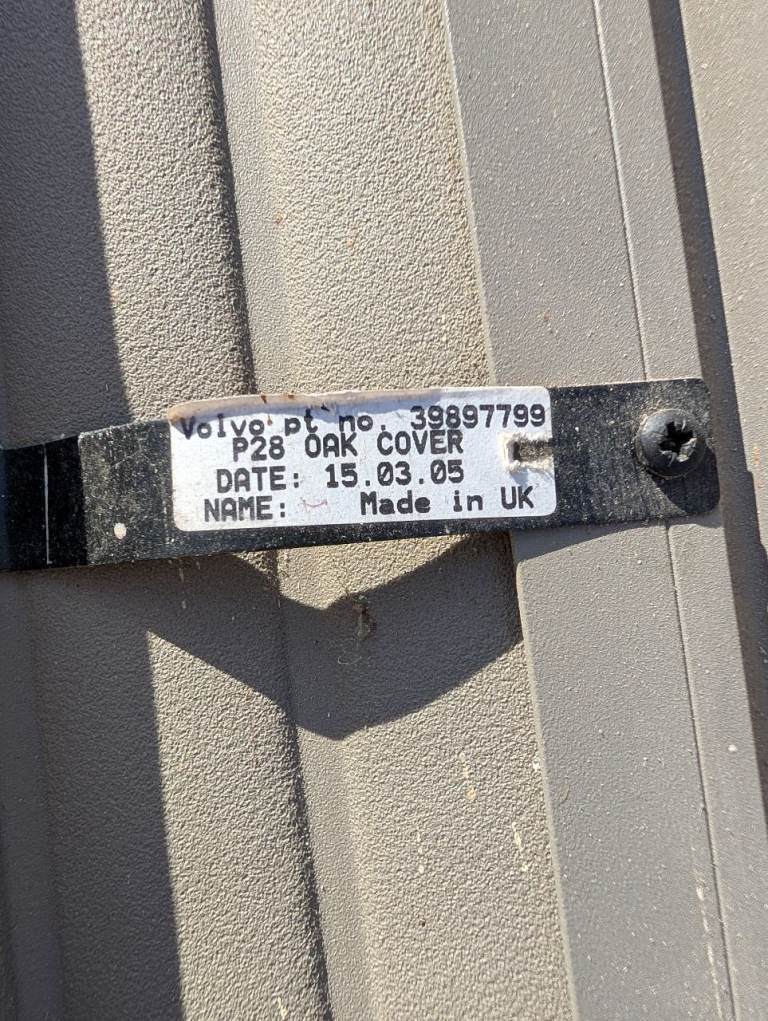 Volvo pt no. 39897799
P28 OAK COVER
DATE: 15.03.05
NAME: Made in UK